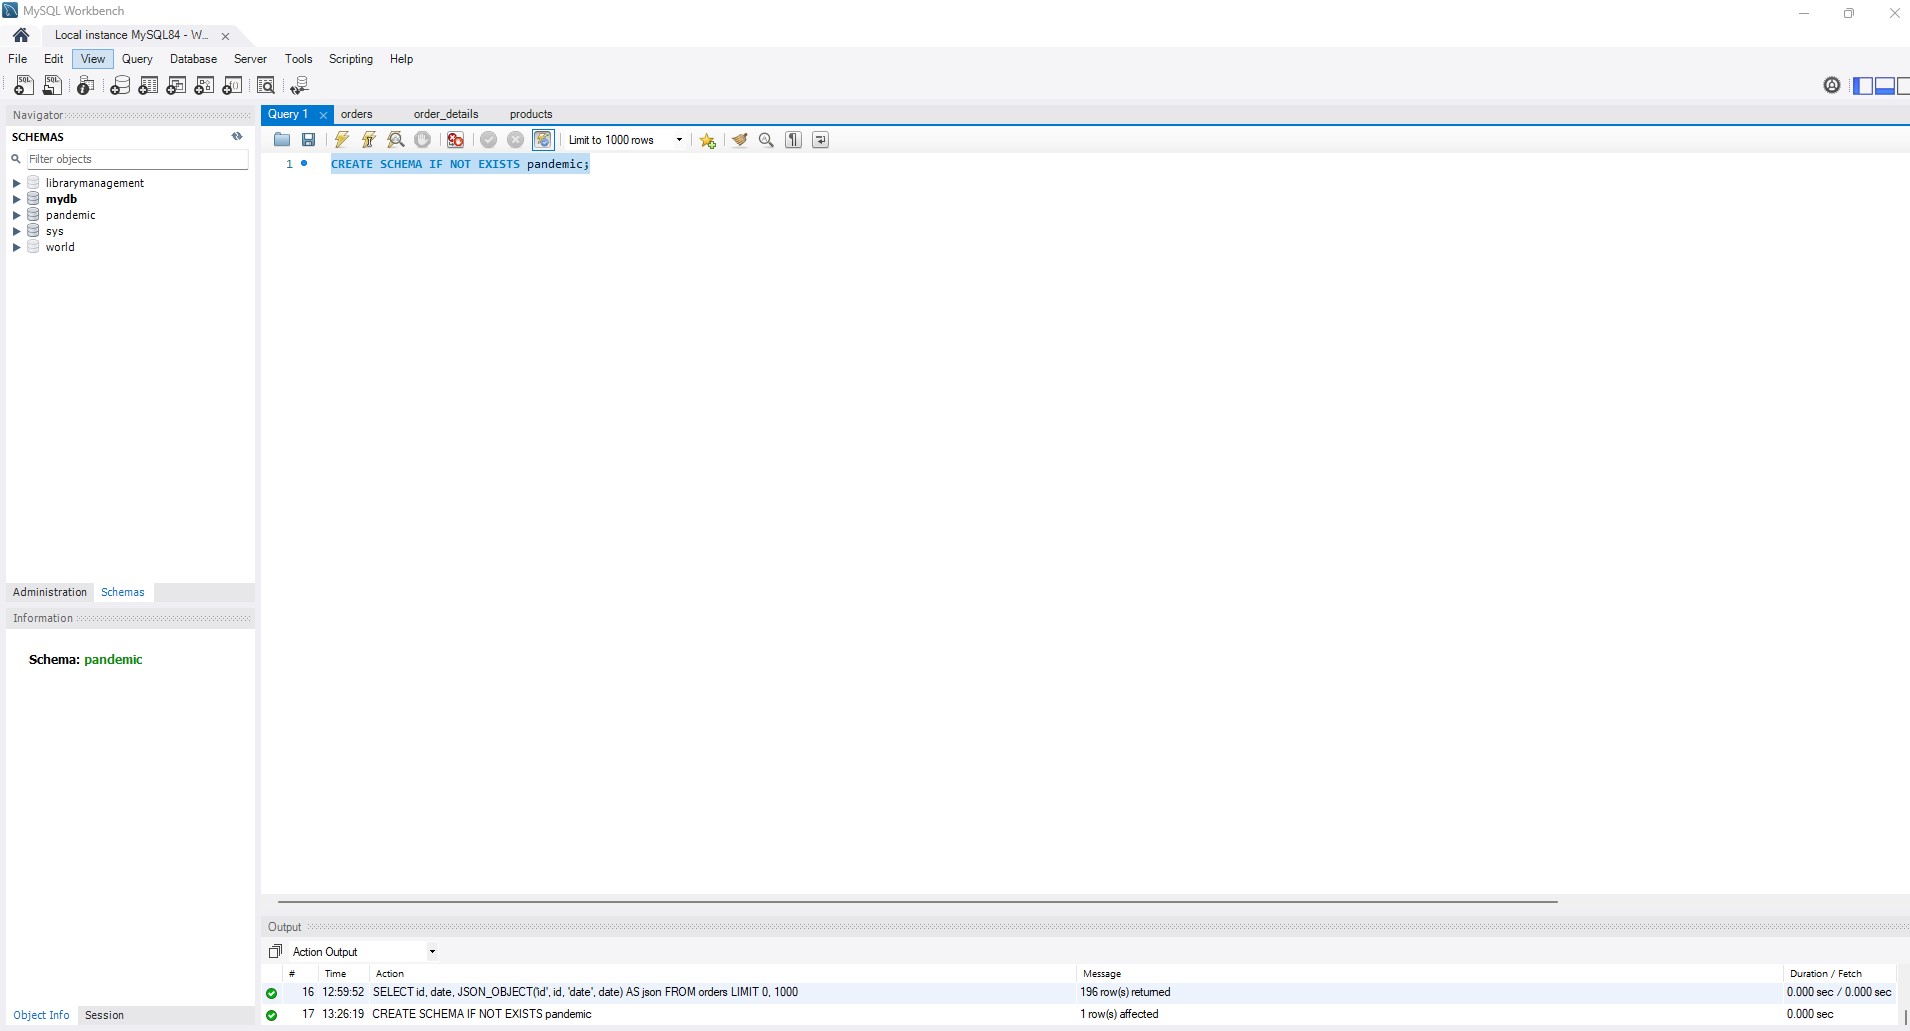 MySQL Workbench
Local instance MySQL84 - W...
File Edit View Query Database Server Tools Scripting Help
Navigator
SCHEMAS
Filter objects
librarymanagement
mydb
pandemic
sys
world
Administration Schemas
Information
Schema: pandemic
Object Info Session
Query 1 orders order_details products
Limit to 1000 rows
1 CREATE SCHEMA IF NOT EXISTS pandemic;
Output
Action Output
# Time Action Message Duration / Fetch
16 12:59:52 SELECT id, date, JSON_OBJECT('id', id, 'date', date) AS json FROM orders LIMIT 0, 1000 196 row(s) returned 0.000 sec / 0.000 sec
17 13:26:19 CREATE SCHEMA IF NOT EXISTS pandemic 1 row(s) affected 0.000 sec